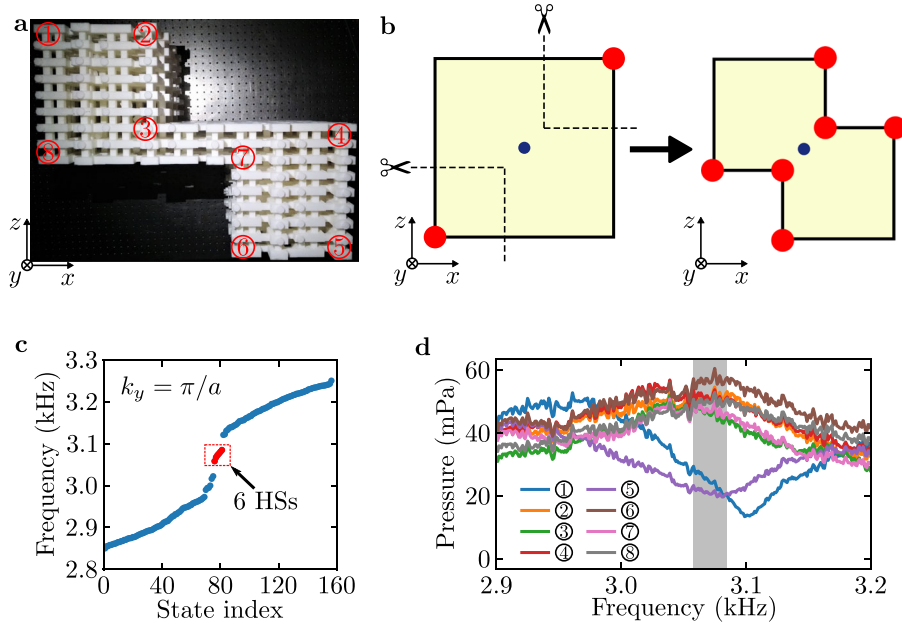 a
① ②
③ ④
⑧ ⑦
⑥ ⑤
z
y x
b
z
y x
z
y x
c
Frequency (kHz)
3.3
3.2
3.1
3.0
2.9
2.8
k_y = π/a
6 HSs
0 40 80 120 160
State index
d
Pressure (mPa)
60
40
20
0
① ⑤
② ⑥
③ ⑦
④ ⑧
2.9 3.0 3.1 3.2
Frequency (kHz)